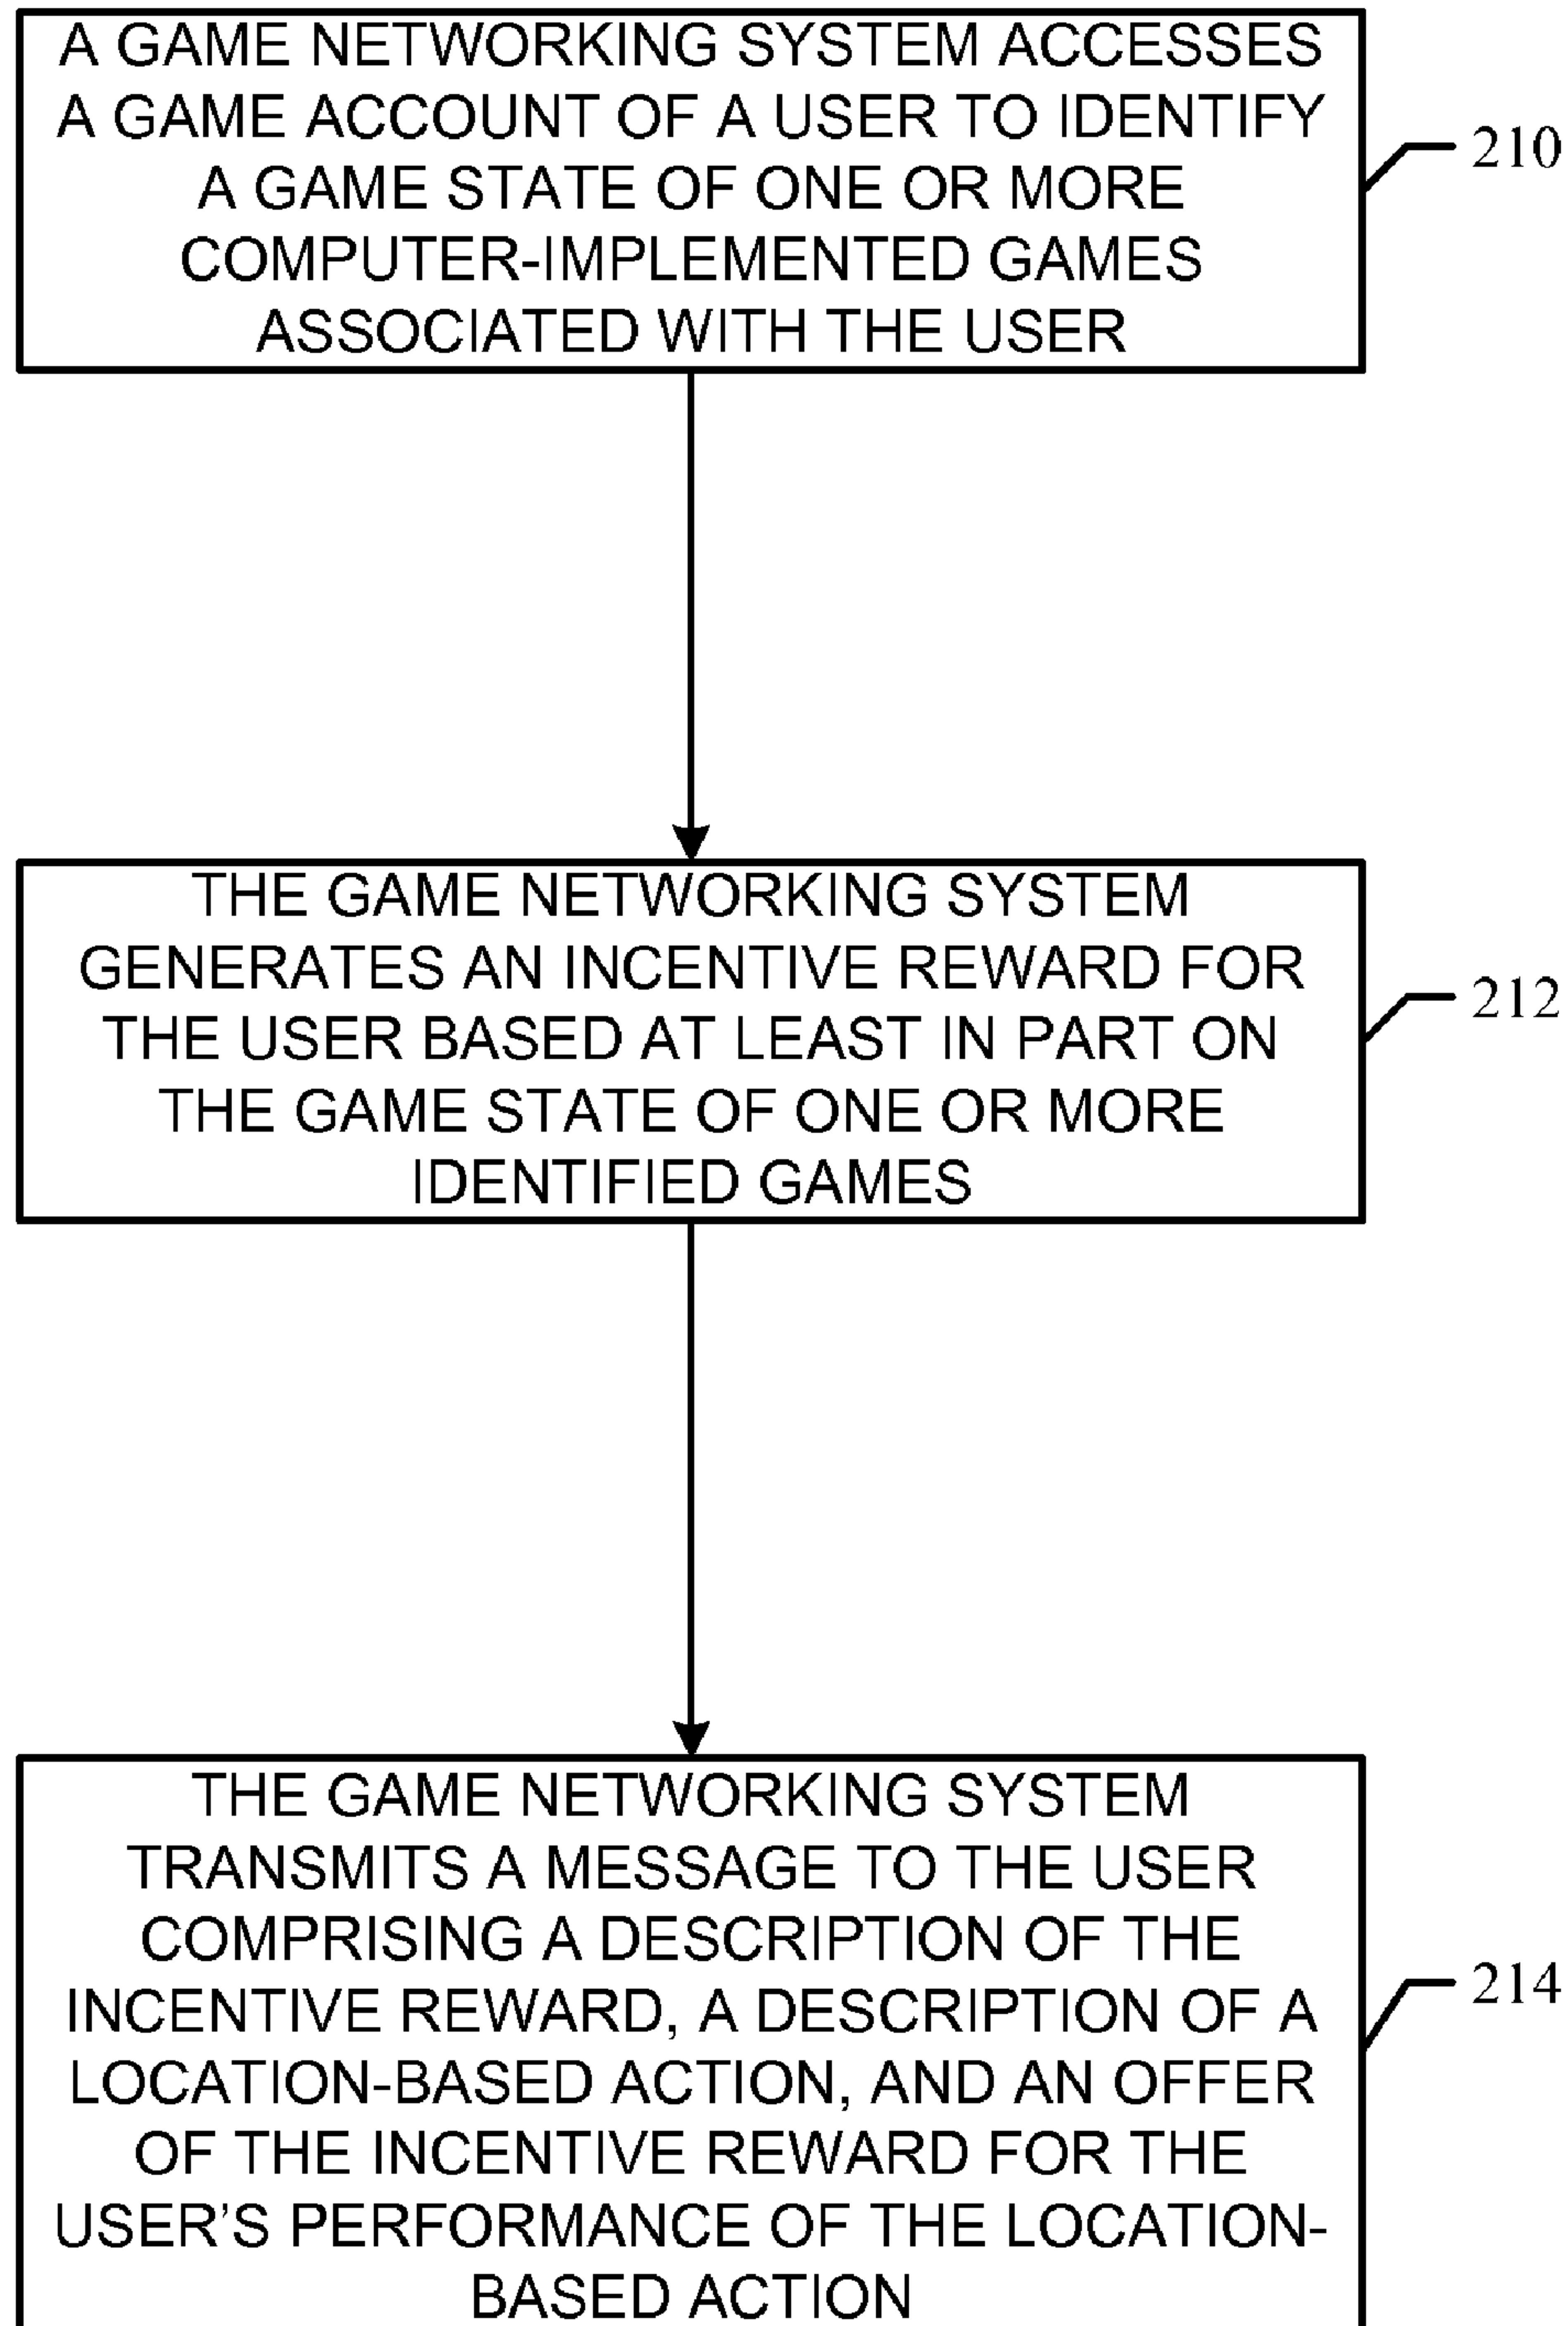 A GAME NETWORKING SYSTEM ACCESSES
A GAME ACCOUNT OF A USER TO IDENTIFY
A GAME STATE OF ONE OR MORE
COMPUTER-IMPLEMENTED GAMES
ASSOCIATED WITH THE USER
210
THE GAME NETWORKING SYSTEM
GENERATES AN INCENTIVE REWARD FOR
THE USER BASED AT LEAST IN PART ON
THE GAME STATE OF ONE OR MORE
IDENTIFIED GAMES
212
THE GAME NETWORKING SYSTEM
TRANSMITS A MESSAGE TO THE USER
COMPRISING A DESCRIPTION OF THE
INCENTIVE REWARD, A DESCRIPTION OF A
LOCATION-BASED ACTION, AND AN OFFER
OF THE INCENTIVE REWARD FOR THE
USER’S PERFORMANCE OF THE LOCATION-
BASED ACTION
214